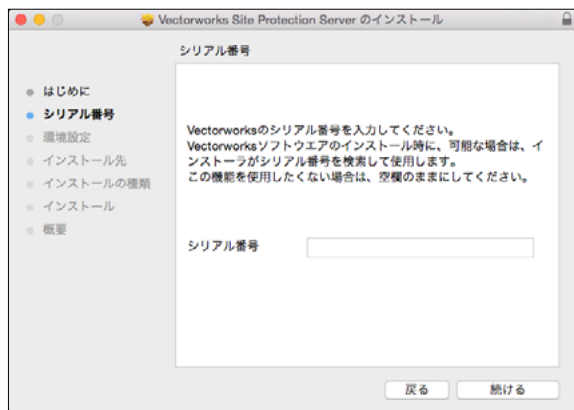 Vectorworks Site Protection Server のインストール
シリアル番号
はじめに
シリアル番号
環境設定
インストール先
インストールの種類
インストール
概要
Vectorworksのシリアル番号を入力してください。
Vectorworksソフトウエアのインストール時に、可能な場合は、イ
ンストーラがシリアル番号を検索して使用します。
この機能を使用したくない場合は、空欄のままにしてください。
シリアル番号
戻る
続ける